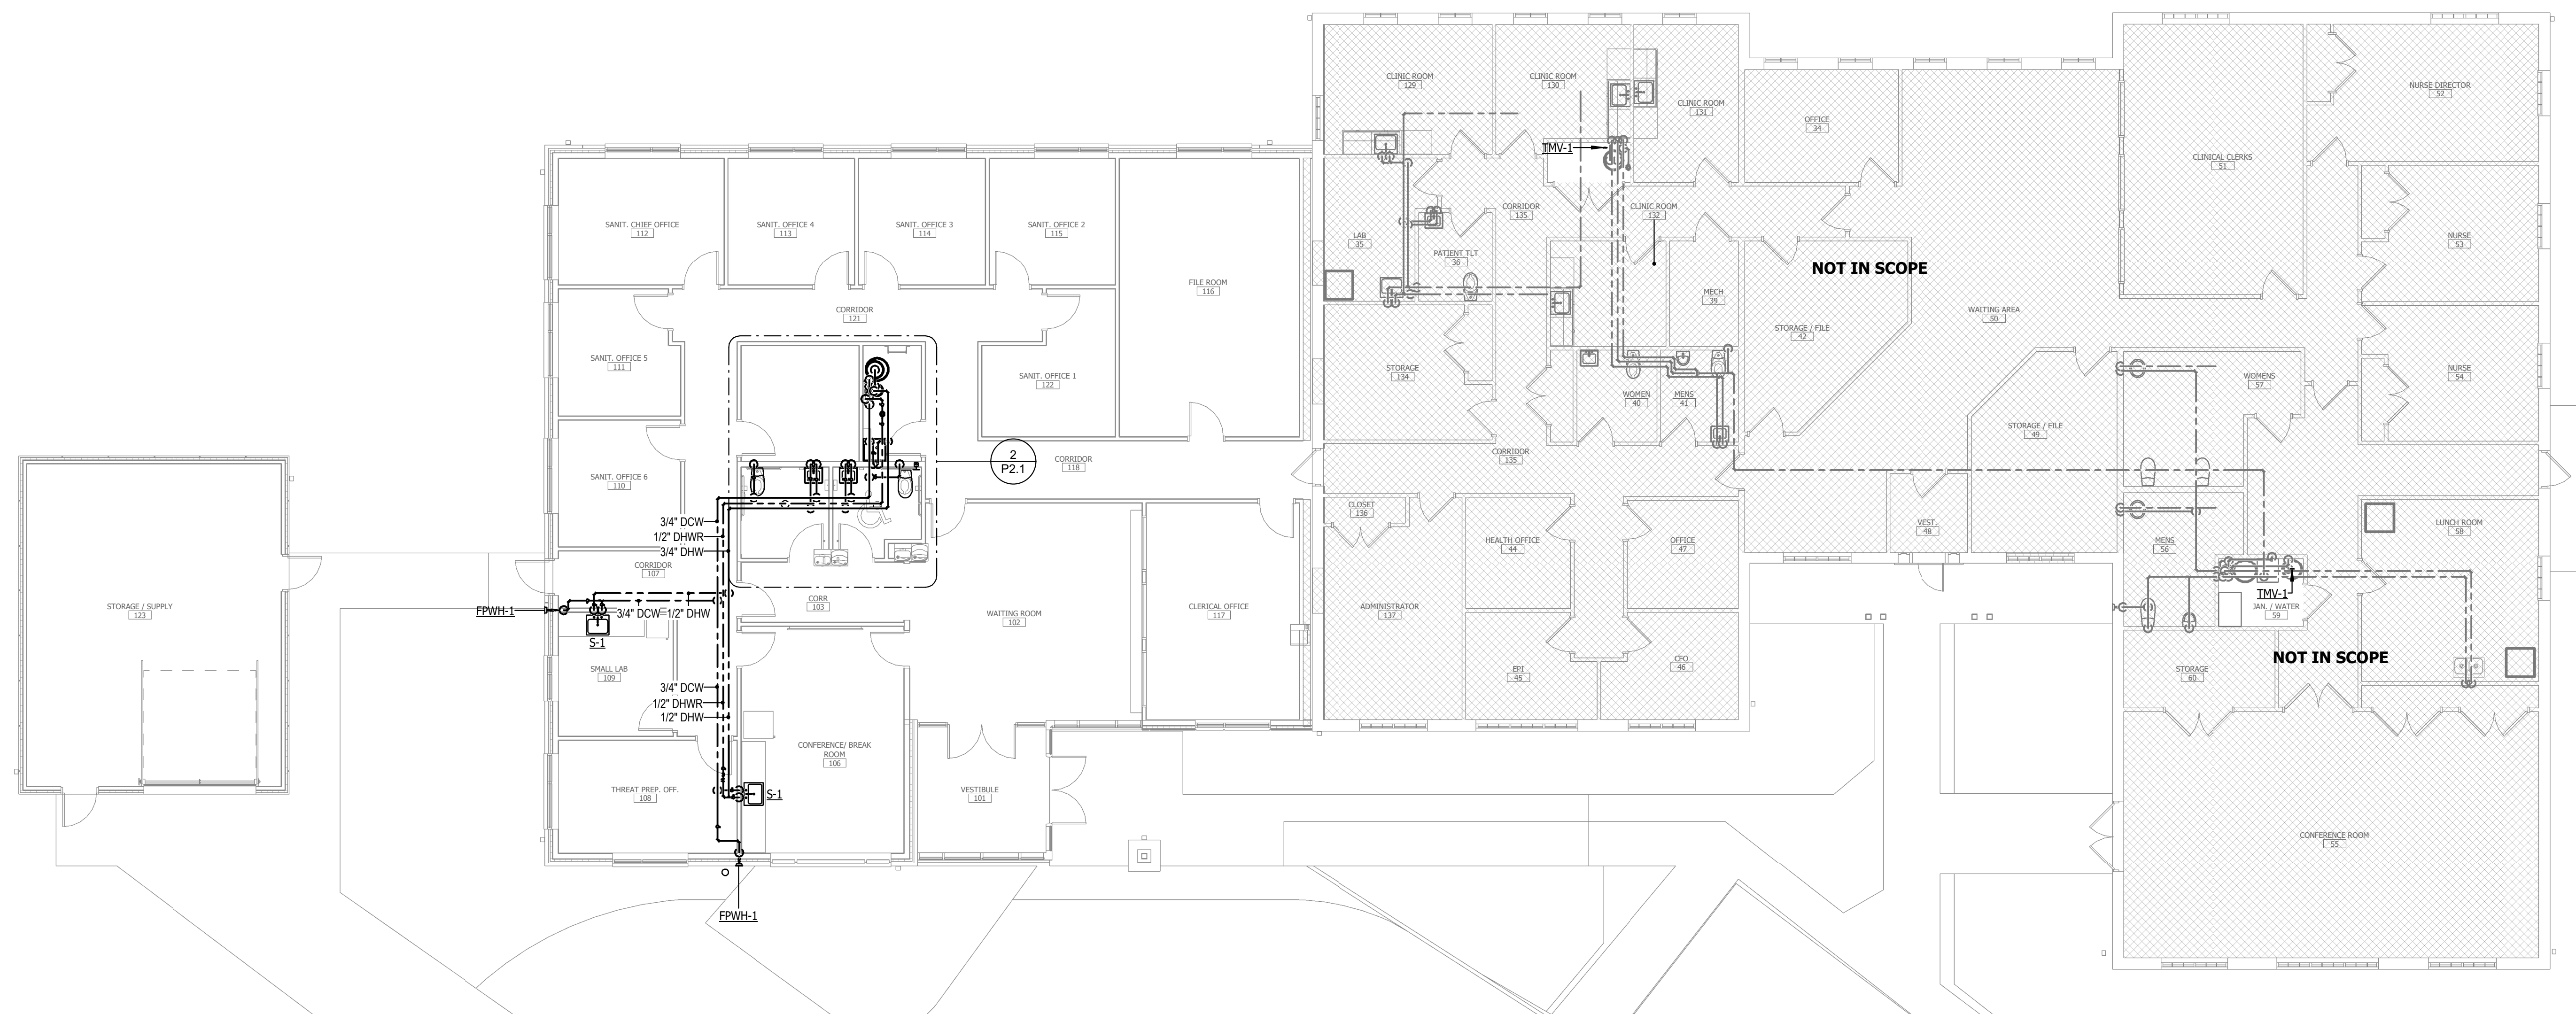 CLINIC ROOM
129
CLINIC ROOM
130
CLINIC ROOM
131
OFFICE
34
NURSE DIRECTOR
52
TMV-1
CLINICAL CLERKS
51
SANIT. CHIEF OFFICE
112
SANIT. OFFICE 4
113
SANIT. OFFICE 3
114
SANIT. OFFICE 2
115
CORRIDOR
135
CLINIC ROOM
132
LAB
35
PATIENT TLT
36
NURSE
53
NOT IN SCOPE
FILE ROOM
116
MECH
39
CORRIDOR
121
WAITING AREA
50
STORAGE / FILE
42
SANIT. OFFICE 5
111
SANIT. OFFICE 1
122
STORAGE
134
WOMENS
57
NURSE
54
WOMEN
40
MENS
41
STORAGE / FILE
49
2
P2.1
CORRIDOR
118
CORRIDOR
135
SANIT. OFFICE 6
110
CLOSET
136
3/4" DCW
1/2" DHWR
3/4" DHW
VEST.
48
LUNCH ROOM
58
HEALTH OFFICE
44
OFFICE
47
MENS
56
CORRIDOR
107
STORAGE / SUPPLY
123
FPWH-1
3/4" DCW
1/2" DHW
CORR
103
WAITING ROOM
102
CLERICAL OFFICE
117
ADMINISTRATOR
137
TMV-1
JAN. / WATER
59
S-1
SMALL LAB
109
EPI
45
CFO
46
NOT IN SCOPE
STORAGE
60
3/4" DCW
1/2" DHWR
1/2" DHW
CONFERENCE/ BREAK
ROOM
106
THREAT PREP. OFF.
108
S-1
VESTIBULE
101
CONFERENCE ROOM
55
FPWH-1